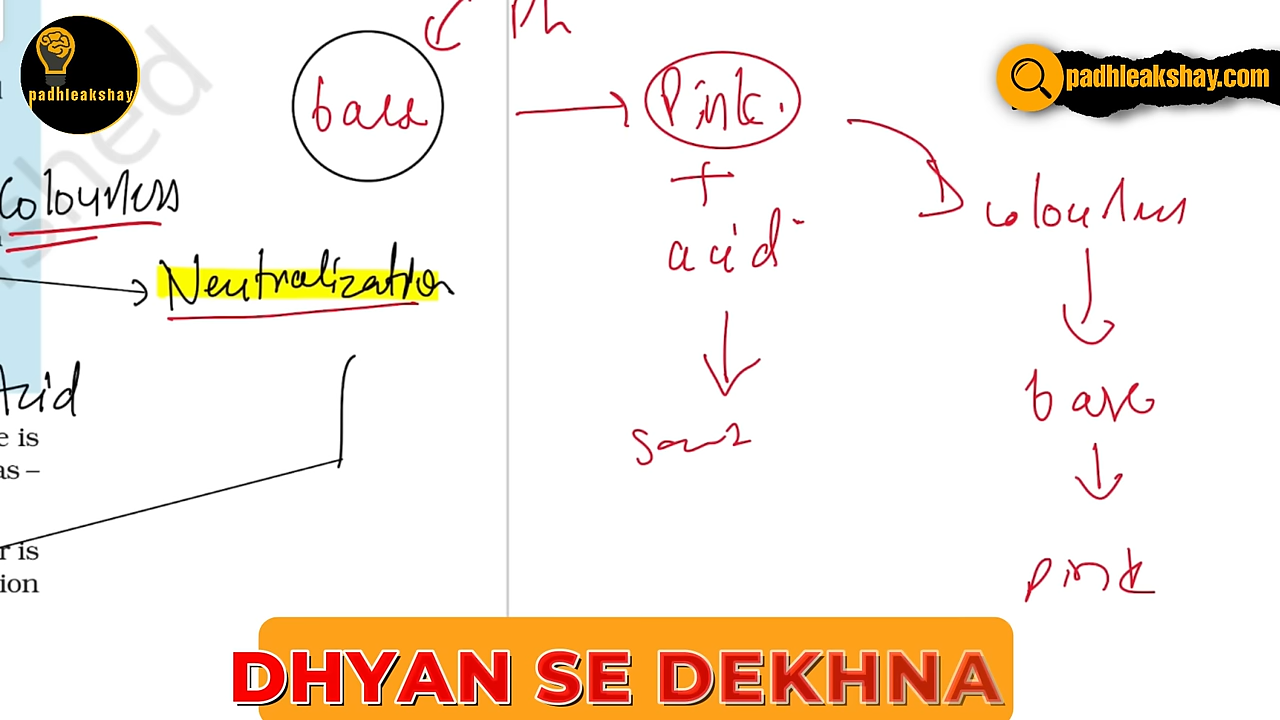 padhleakshay
padhleakshay.com
shed
Ph
base
Pink.
+
acid
colourless
Colourless
Neutralization
base
pink
Acid
e is
as –
r is
ion
DHYAN SE DEKHNA